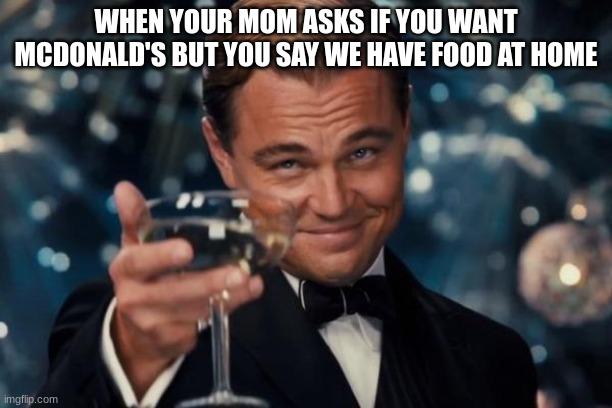 WHEN YOUR MOM ASKS IF YOU WANT
MCDONALD'S BUT YOU SAY WE HAVE FOOD AT HOME
imgflip.com